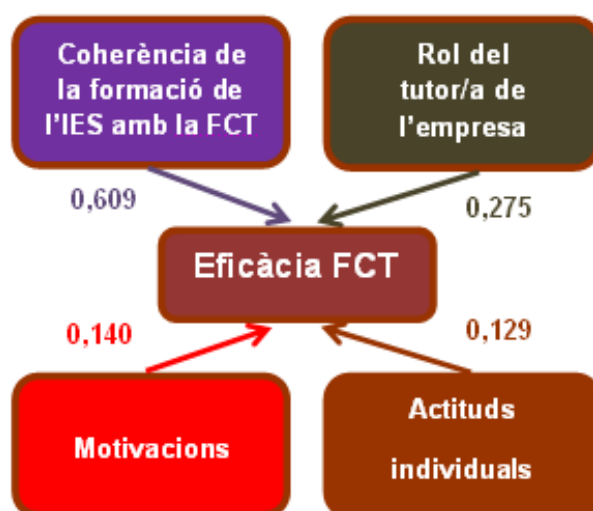 Coherència de
la formació de
l'IES amb la FCT
Rol del
tutor/a de
l'empresa
0,609
0,275
Eficàcia FCT
0,140
0,129
Motivacions
Actituds
individuals